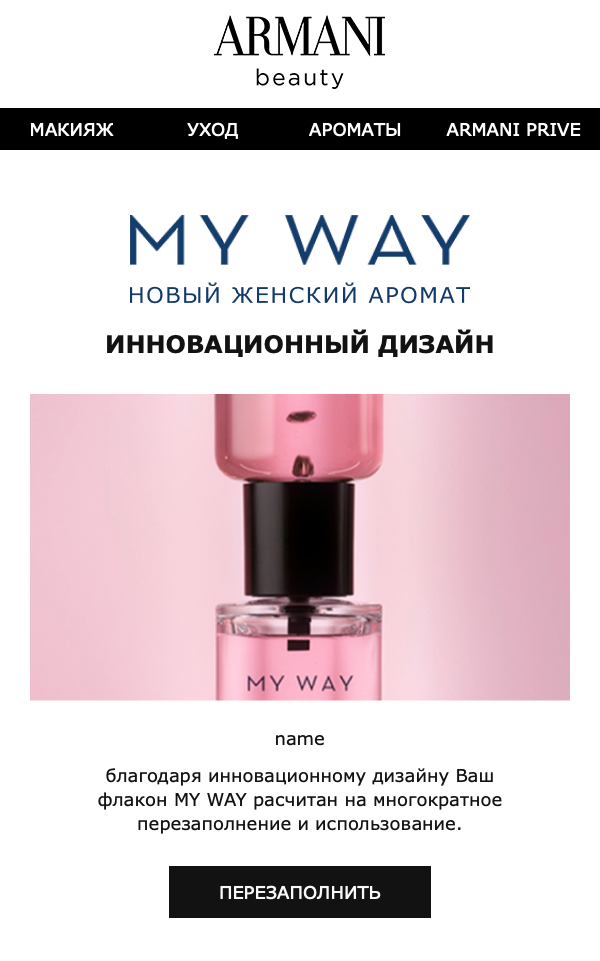 ARMANI
beauty
МАКИЯЖ УХОД АРОМАТЫ ARMANI PRIVE
MY WAY
НОВЫЙ ЖЕНСКИЙ АРОМАТ
ИННОВАЦИОННЫЙ ДИЗАЙН
MY WAY
name
благодаря инновационному дизайну Ваш
флакон MY WAY расчитан на многократное
перезаполнение и использование.
ПЕРЕЗАПОЛНИТЬ